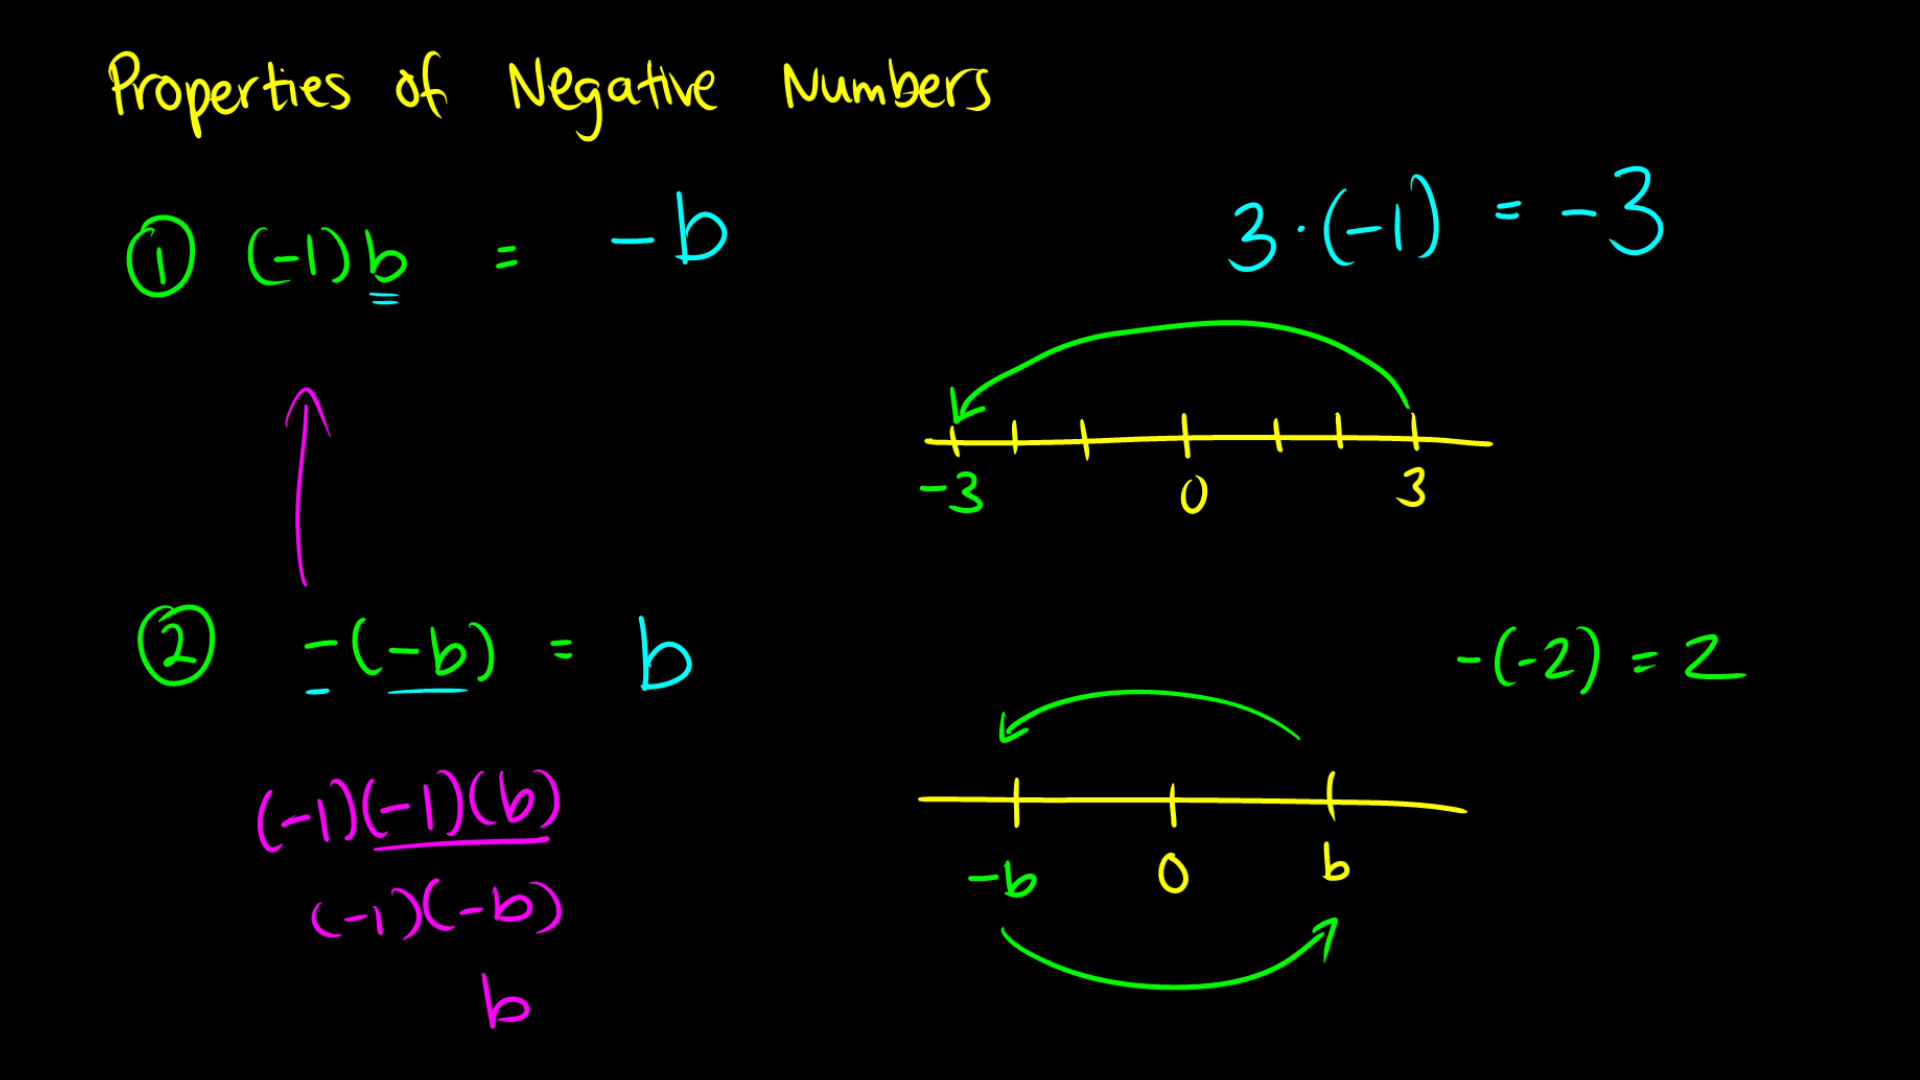 Properties of Negative Numbers
① (-1)b = -b
3·(-1) = -3
-3 0 3
② -(-b) = b
-(-2) = 2
(-1)(-1)(b)
-b 0 b
(-1)(-b)
b